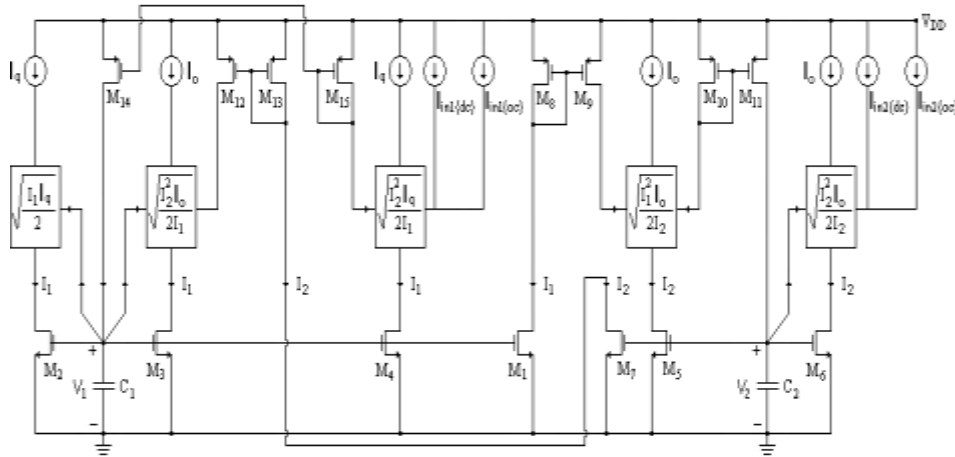 V_DD
I_q I_o I_q I_o I_o
M_14 M_12 M_13 M_15 I_in1(dc) I_in1(oc) M_8 M_9 M_10 M_11 I_in2(dc) I_in2(oc)
√(I_1 I_q / 2) √(I_2^2 I_o / 2I_1) √(I_2^2 I_q / 2I_1) √(I_1^2 I_o / 2I_2) √(I_2^2 I_o / 2I_2)
I_1 I_1 I_2 I_1 I_1 I_2 I_2 I_2
+ +
M_2 M_3 M_4 M_1 M_7 M_5 M_6
V_1 C_1 V_2 C_2
− −